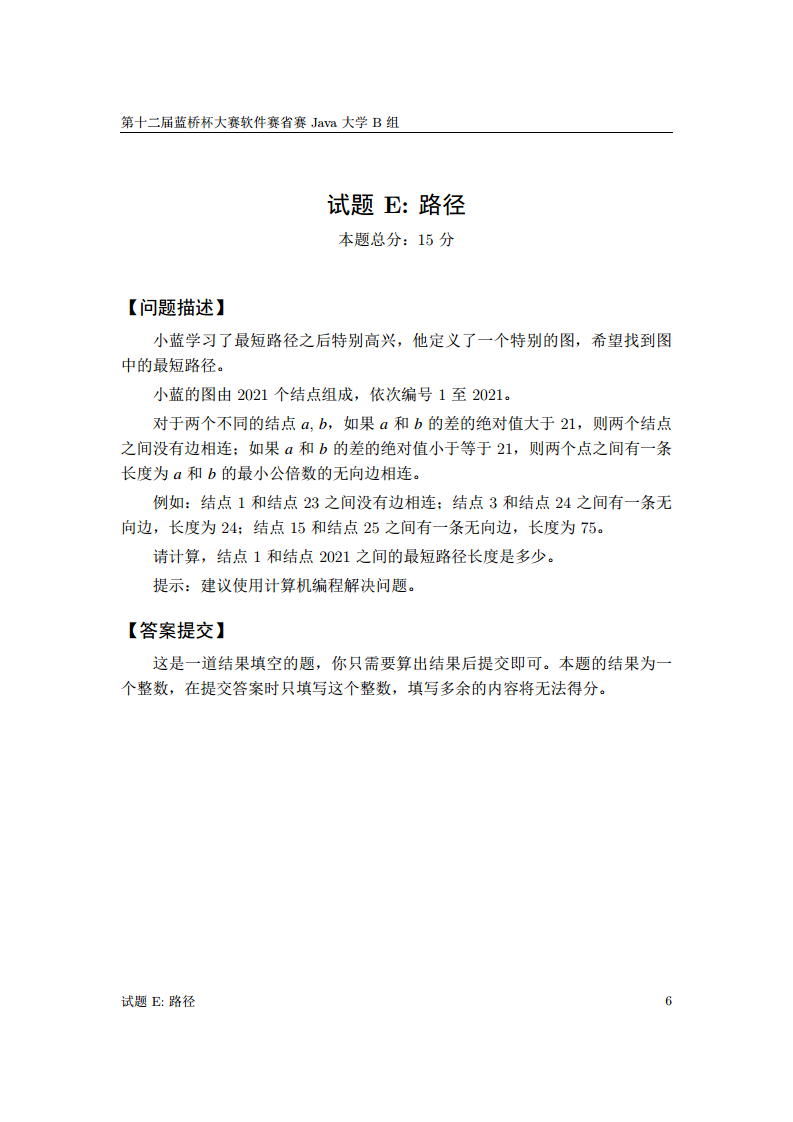 第十二届蓝桥杯大赛软件赛省赛 Java 大学 B 组
试题 E: 路径
本题总分：15 分
【问题描述】
小蓝学习了最短路径之后特别高兴，他定义了一个特别的图，希望找到图
中的最短路径。
小蓝的图由 2021 个结点组成，依次编号 1 至 2021。
对于两个不同的结点 a, b，如果 a 和 b 的差的绝对值大于 21，则两个结点
之间没有边相连；如果 a 和 b 的差的绝对值小于等于 21，则两个点之间有一条
长度为 a 和 b 的最小公倍数的无向边相连。
例如：结点 1 和结点 23 之间没有边相连；结点 3 和结点 24 之间有一条无
向边，长度为 24；结点 15 和结点 25 之间有一条无向边，长度为 75。
请计算，结点 1 和结点 2021 之间的最短路径长度是多少。
提示：建议使用计算机编程解决问题。
【答案提交】
这是一道结果填空的题，你只需要算出结果后提交即可。本题的结果为一
个整数，在提交答案时只填写这个整数，填写多余的内容将无法得分。
试题 E: 路径
6